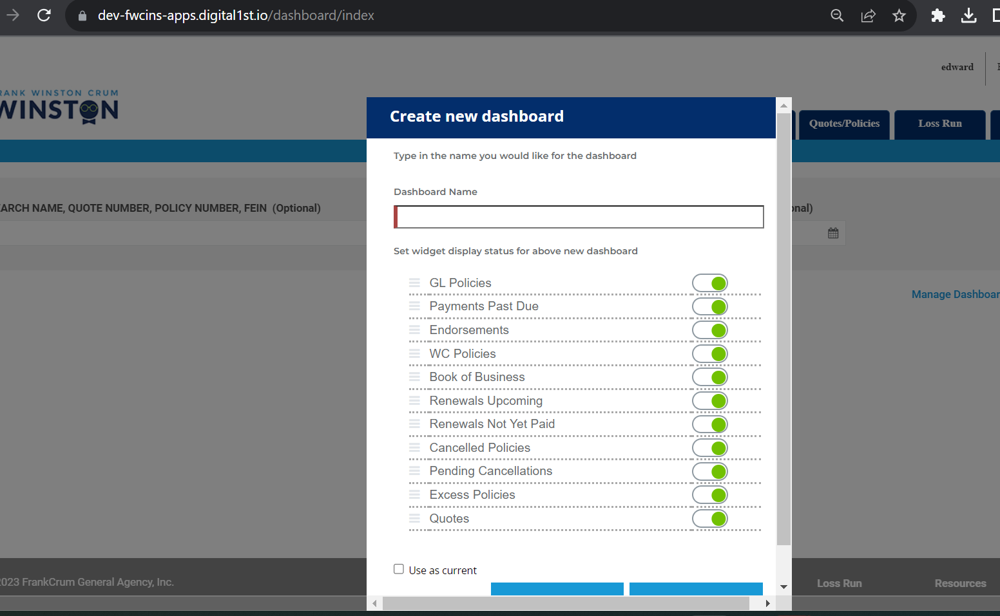 dev-fwcins-apps.digital1st.io/dashboard/index
edward
RANK WINSTON CRUM
WINSTON
Create new dashboard
Quotes/Policies
Loss Run
Type in the name you would like for the dashboard
Dashboard Name
ARCH NAME, QUOTE NUMBER, POLICY NUMBER, FEIN (Optional)
nal)
Set widget display status for above new dashboard
GL Policies
Manage Dashboar
Payments Past Due
Endorsements
WC Policies
Book of Business
Renewals Upcoming
Renewals Not Yet Paid
Cancelled Policies
Pending Cancellations
Excess Policies
Quotes
Use as current
2023 FrankCrum General Agency, Inc.
Loss Run
Resources